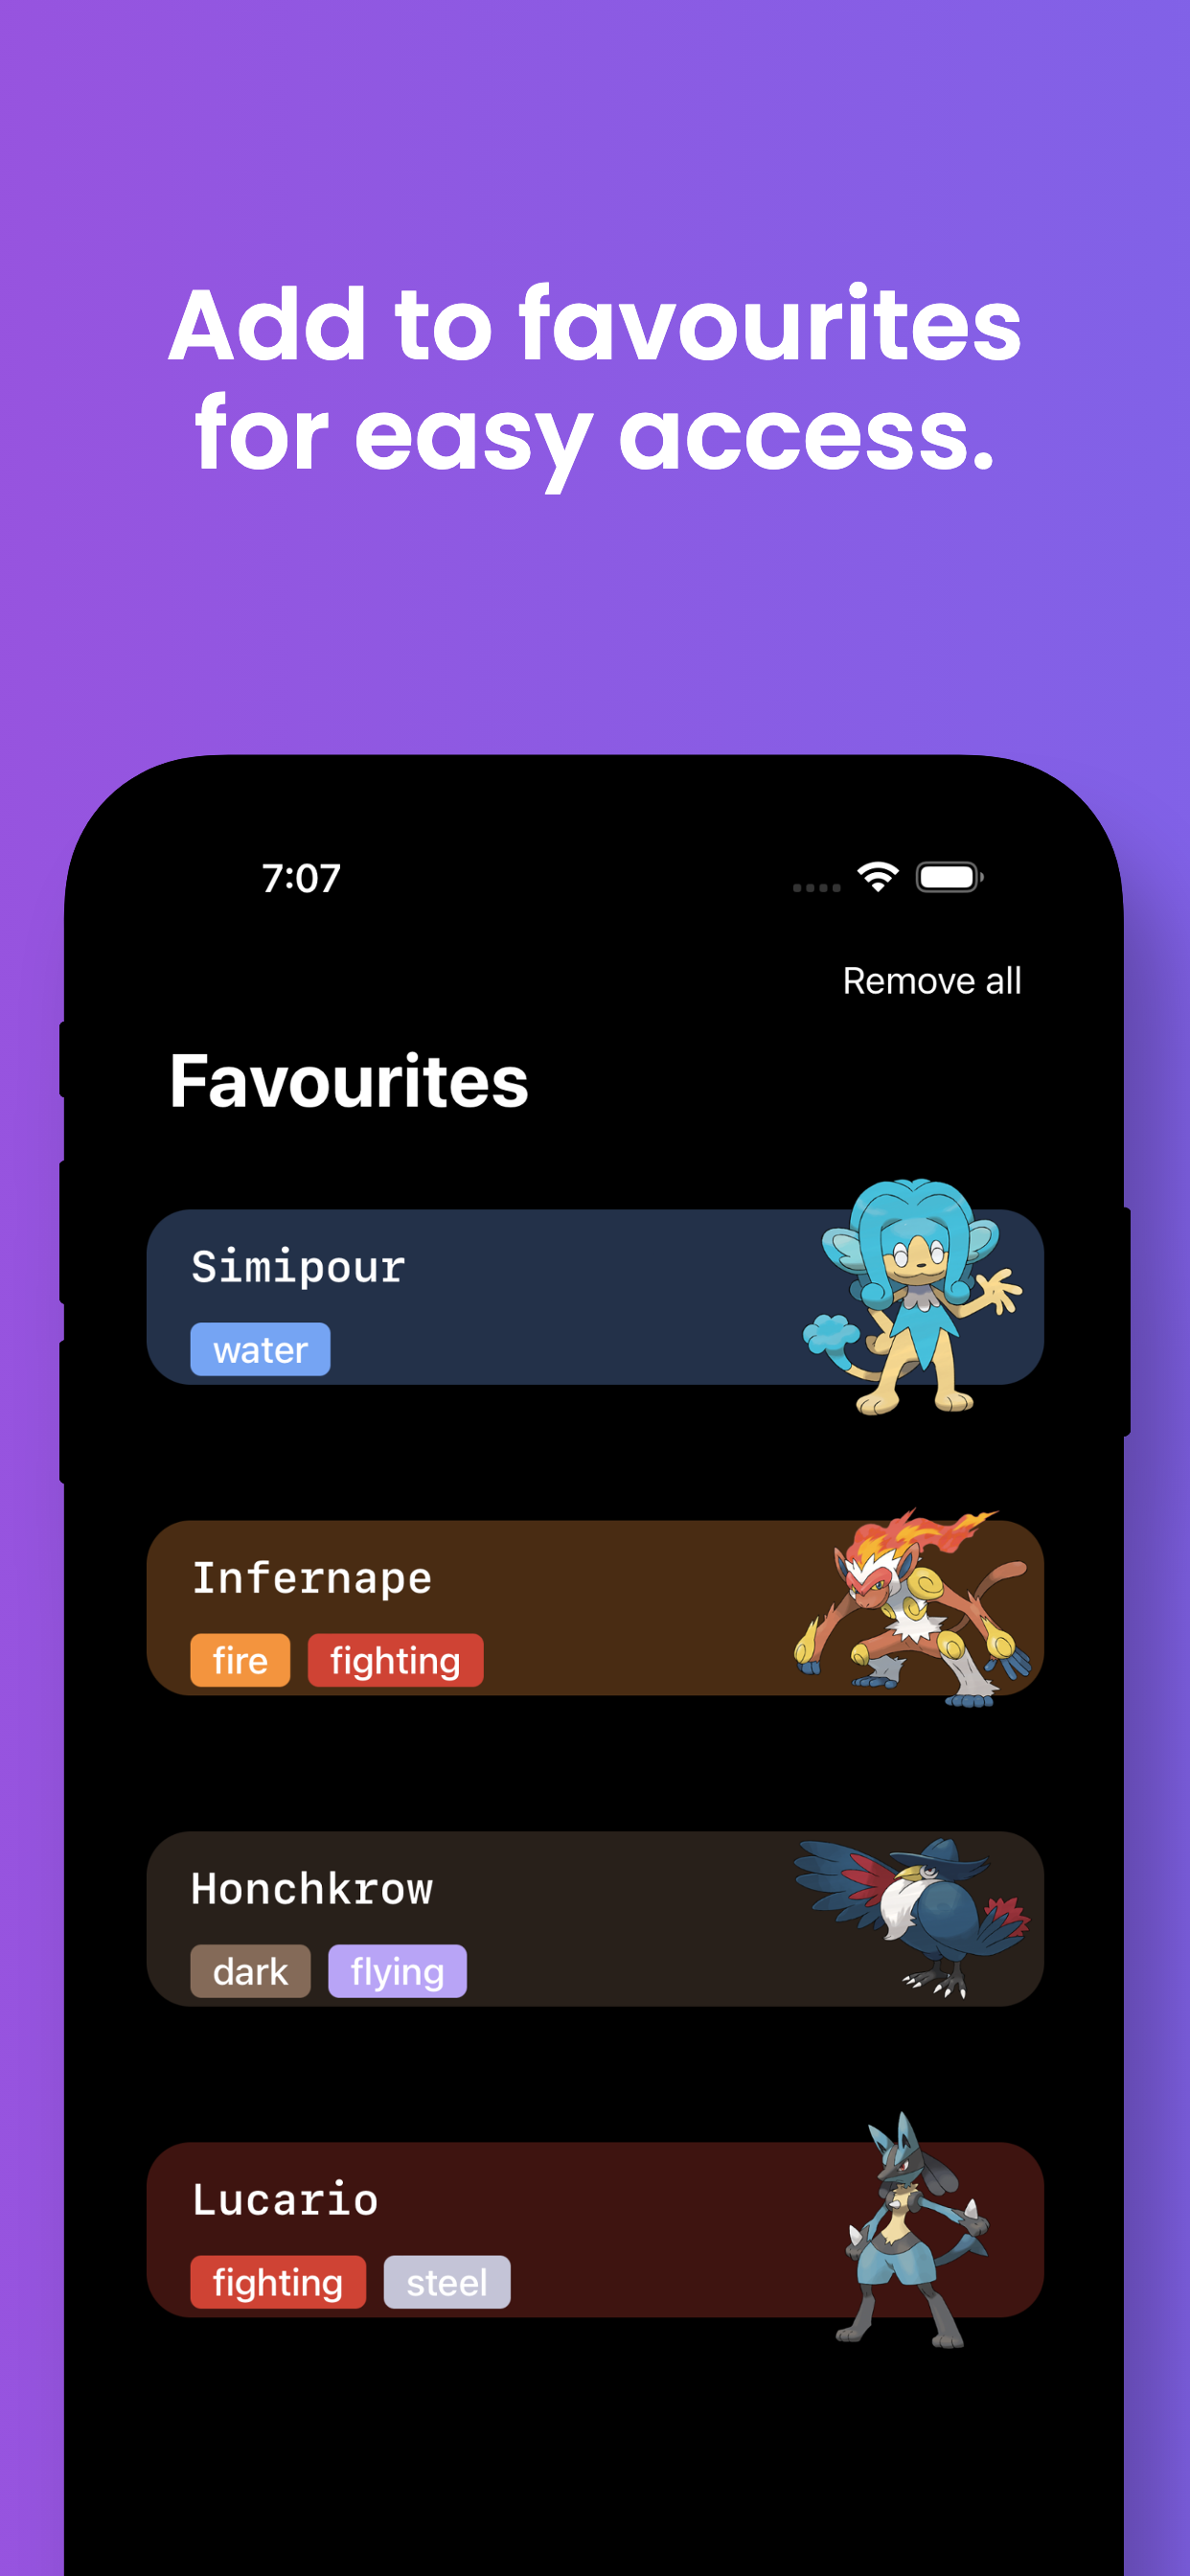 Add to favourites
for easy access.
7:07
Remove all
Favourites
Simipour
water
Infernape
fire fighting
Honchkrow
dark flying
Lucario
fighting steel